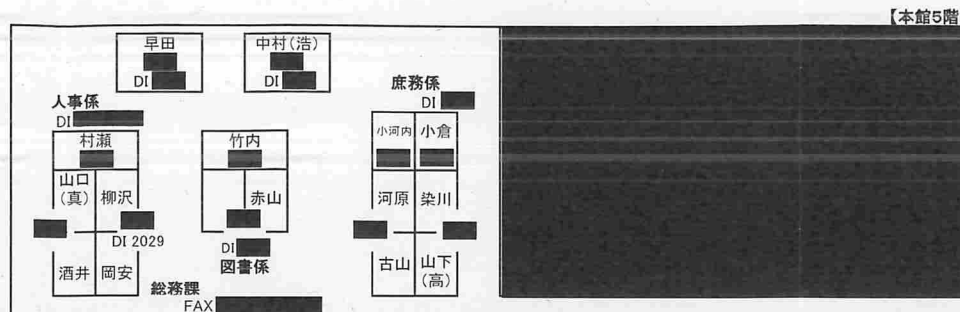 【本館5階
早田
DI
中村(浩)
DI
庶務係
DI
人事係
DI
村瀬
竹内
小河内
小倉
山口
(真)
柳沢
赤山
河原
染川
DI 2029
DI
図書係
酒井
岡安
古山
山下
(高)
総務課
FAX